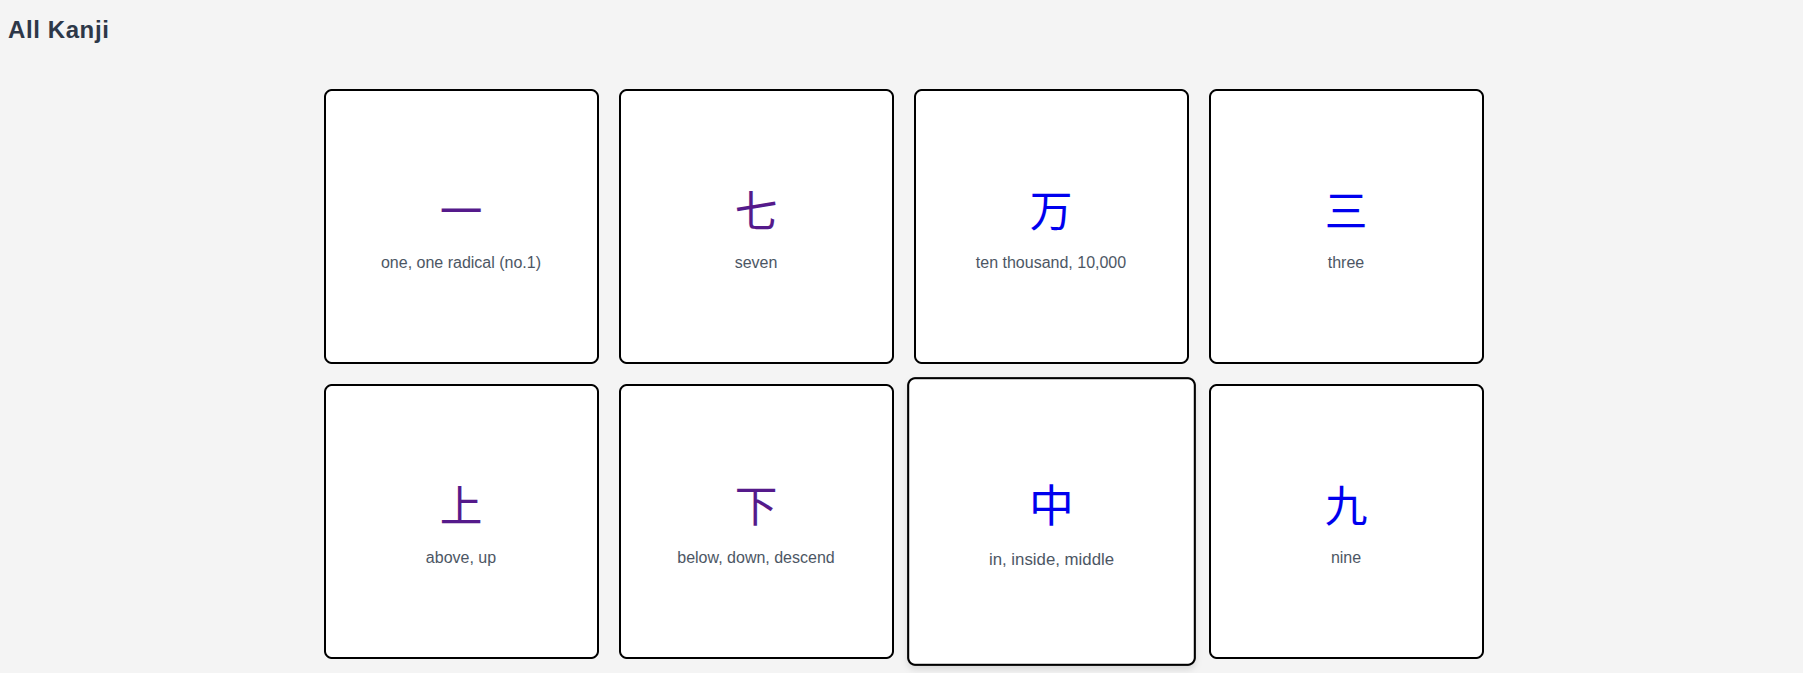 All Kanji
一
one, one radical (no.1)
七
seven
万
ten thousand, 10,000
三
three
上
above, up
下
below, down, descend
中
in, inside, middle
九
nine